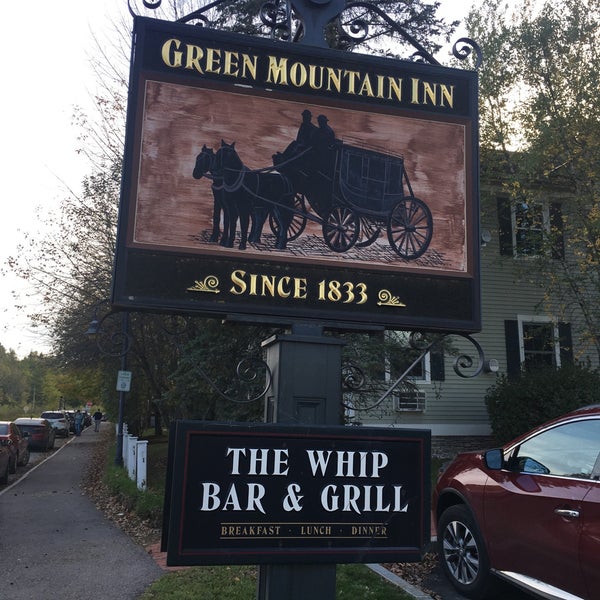 GREEN MOUNTAIN INN
SINCE 1833
THE WHIP
BAR & GRILL
BREAKFAST · LUNCH · DINNER